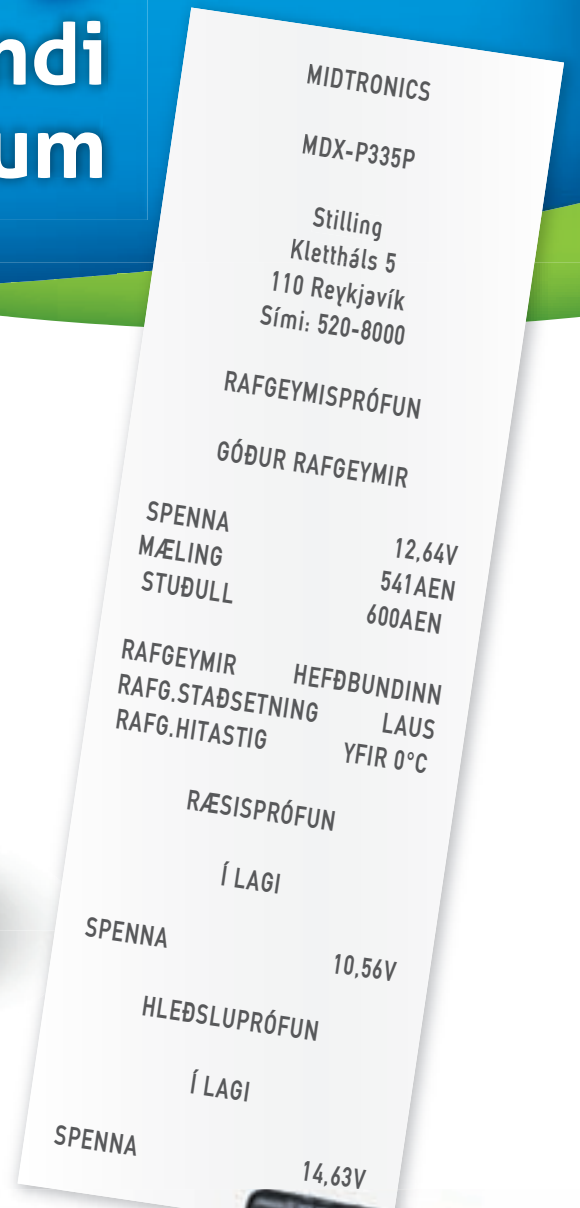 ndi
um
MIDTRONICS
MDX-P335P
Stilling
Klettháls 5
110 Reykjavík
Sími: 520-8000
RAFGEYMISPRÓFUN
GÓÐUR RAFGEYMIR
SPENNA 12,64V
MÆLING 541AEN
STUÐULL 600AEN
RAFGEYMIR HEFÐBUNDINN
RAFG.STAÐSETNING LAUS
RAFG.HITASTIG YFIR 0°C
RÆSISPRÓFUN
Í LAGI
SPENNA 10,56V
HLEÐSLUPRÓFUN
Í LAGI
SPENNA 14,63V